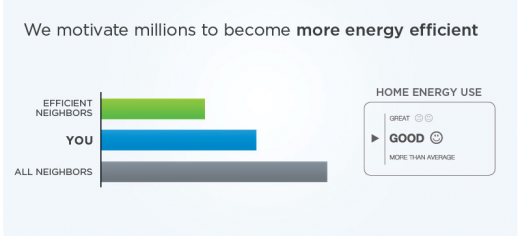 We motivate millions to become more energy efficient
EFFICIENT
NEIGHBORS
YOU
ALL NEIGHBORS
HOME ENERGY USE
GREAT
GOOD
MORE THAN AVERAGE